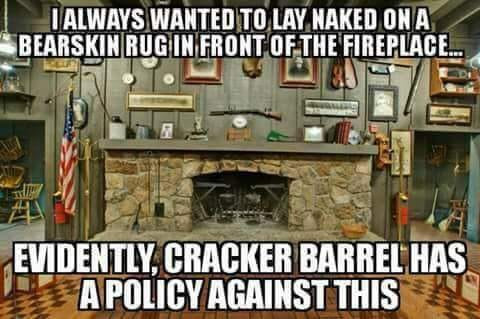 I ALWAYS WANTED TO LAY NAKED ON A
BEARSKIN RUG IN FRONT OF THE FIREPLACE...
EVIDENTLY, CRACKER BARREL HAS
A POLICY AGAINST THIS